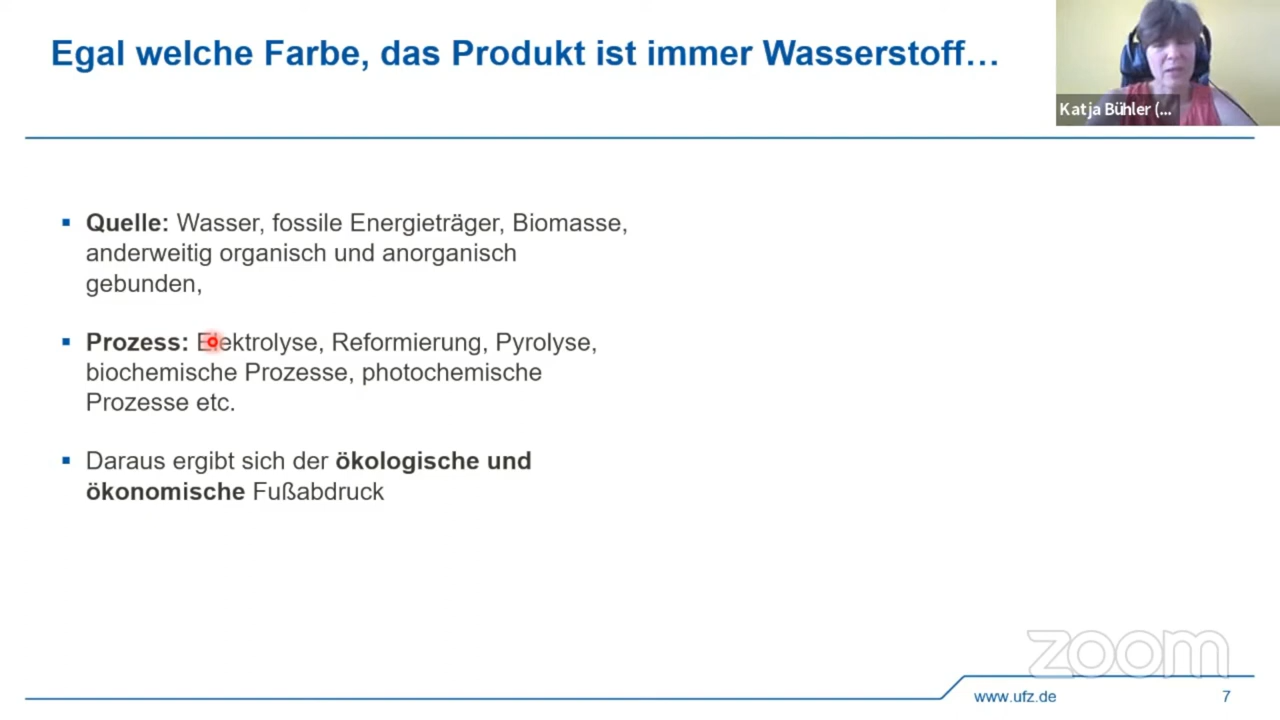 Egal welche Farbe, das Produkt ist immer Wasserstoff…
Katja Bühler (...
Quelle: Wasser, fossile Energieträger, Biomasse,
anderweitig organisch und anorganisch
gebunden,
Prozess: Elektrolyse, Reformierung, Pyrolyse,
biochemische Prozesse, photochemische
Prozesse etc.
Daraus ergibt sich der ökologische und
ökonomische Fußabdruck
zoom
www.ufz.de
7